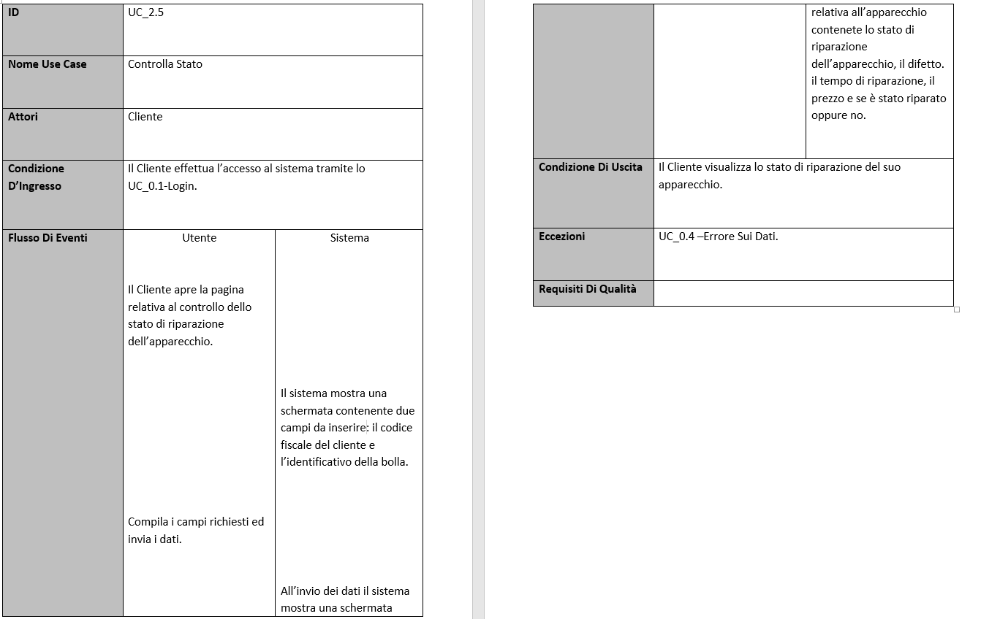 ID
UC_2.5
Nome Use Case
Controlla Stato
Attori
Cliente
Condizione
D’Ingresso
Il Cliente effettua l’accesso al sistema tramite lo
UC_0.1-Login.
Flusso Di Eventi
Utente
Sistema
Il Cliente apre la pagina
relativa al controllo dello
stato di riparazione
dell’apparecchio.
Il sistema mostra una
schermata contenente due
campi da inserire: il codice
fiscale del cliente e
l’identificativo della bolla.
Compila i campi richiesti ed
invia i dati.
All’invio dei dati il sistema
mostra una schermata
relativa all’apparecchio
contenete lo stato di
riparazione
dell’apparecchio, il difetto.
il tempo di riparazione, il
prezzo e se è stato riparato
oppure no.
Condizione Di Uscita
Il Cliente visualizza lo stato di riparazione del suo
apparecchio.
Eccezioni
UC_0.4 –Errore Sui Dati.
Requisiti Di Qualità